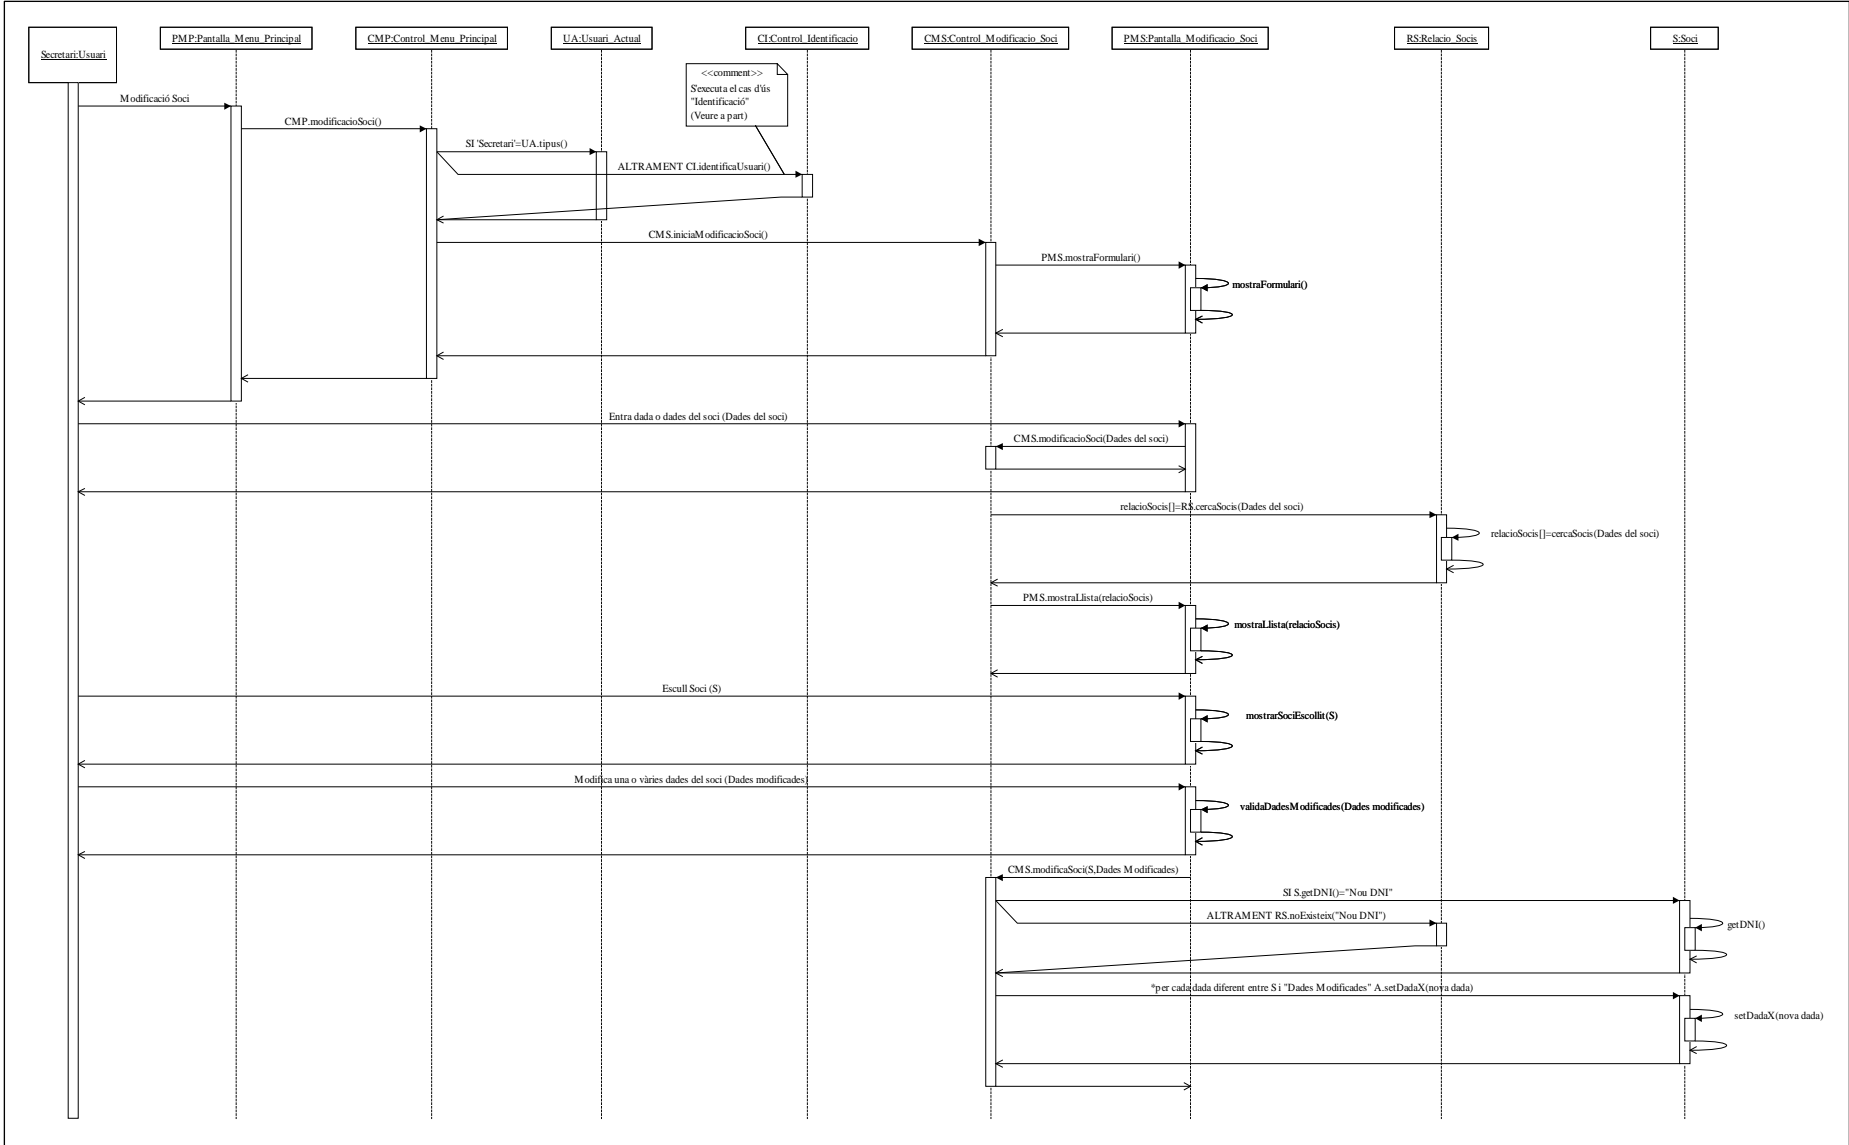 Secretari:Usuari
PMP:Pantalla_Menu_Principal
CMP:Control_Menu_Principal
UA:Usuari_Actual
CI:Control_Identificacio
CMS:Control_Modificacio_Soci
PMS:Pantalla_Modificacio_Soci
RS:Relacio_Socis
S:Soci
<<comment>>
S'executa el cas d'ús
"Identificació"
(Veure a part)
Modificació Soci
CMP.modificacioSoci()
SI 'Secretari'=UA.tipus()
ALTRAMENT CI.identificaUsuari()
CMS.iniciaModificacioSoci()
PMS.mostraFormulari()
mostraFormulari()
Entra dada o dades del soci (Dades del soci)
CMS.modificacioSoci(Dades del soci)
relacioSocis[]=RS.cercaSocis(Dades del soci)
relacioSocis[]=cercaSocis(Dades del soci)
PMS.mostraLlista(relacioSocis)
mostraLlista(relacioSocis)
Escull Soci (S)
mostrarSociEscollit(S)
Modifica una o vàries dades del soci (Dades modificades)
validaDadesModificades(Dades modificades)
CMS.modificaSoci(S,Dades Modificades)
SI S.getDNI()="Nou DNI"
ALTRAMENT RS.noExisteix("Nou DNI")
getDNI()
*per cada dada diferent entre S i "Dades Modificades" A.setDadaX(nova dada)
setDadaX(nova dada)